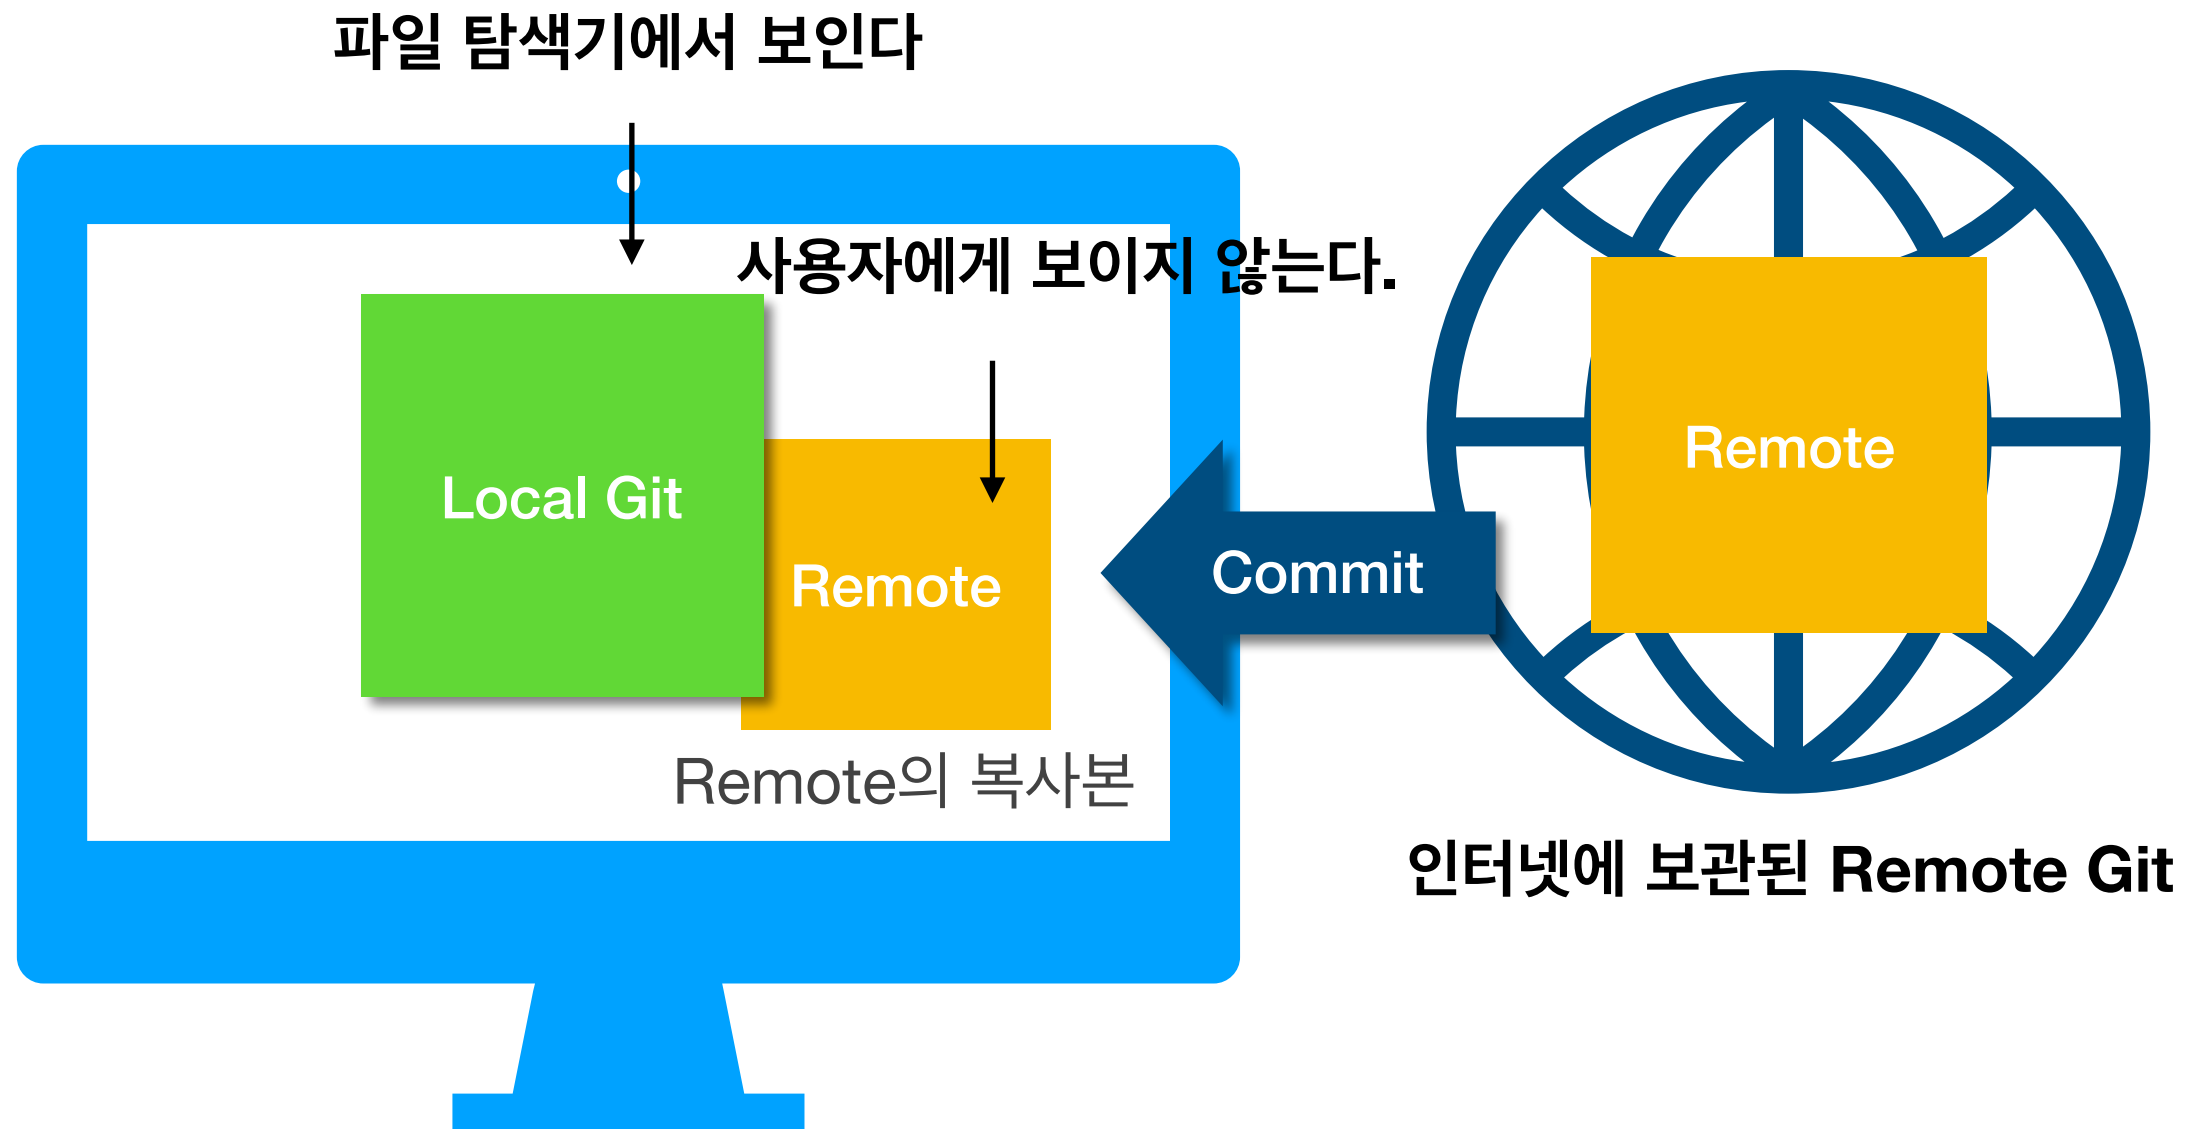 파일 탐색기에서 보인다
사용자에게 보이지 않는다.
Local Git
Remote
Remote의 복사본
Commit
Remote
인터넷에 보관된 Remote Git